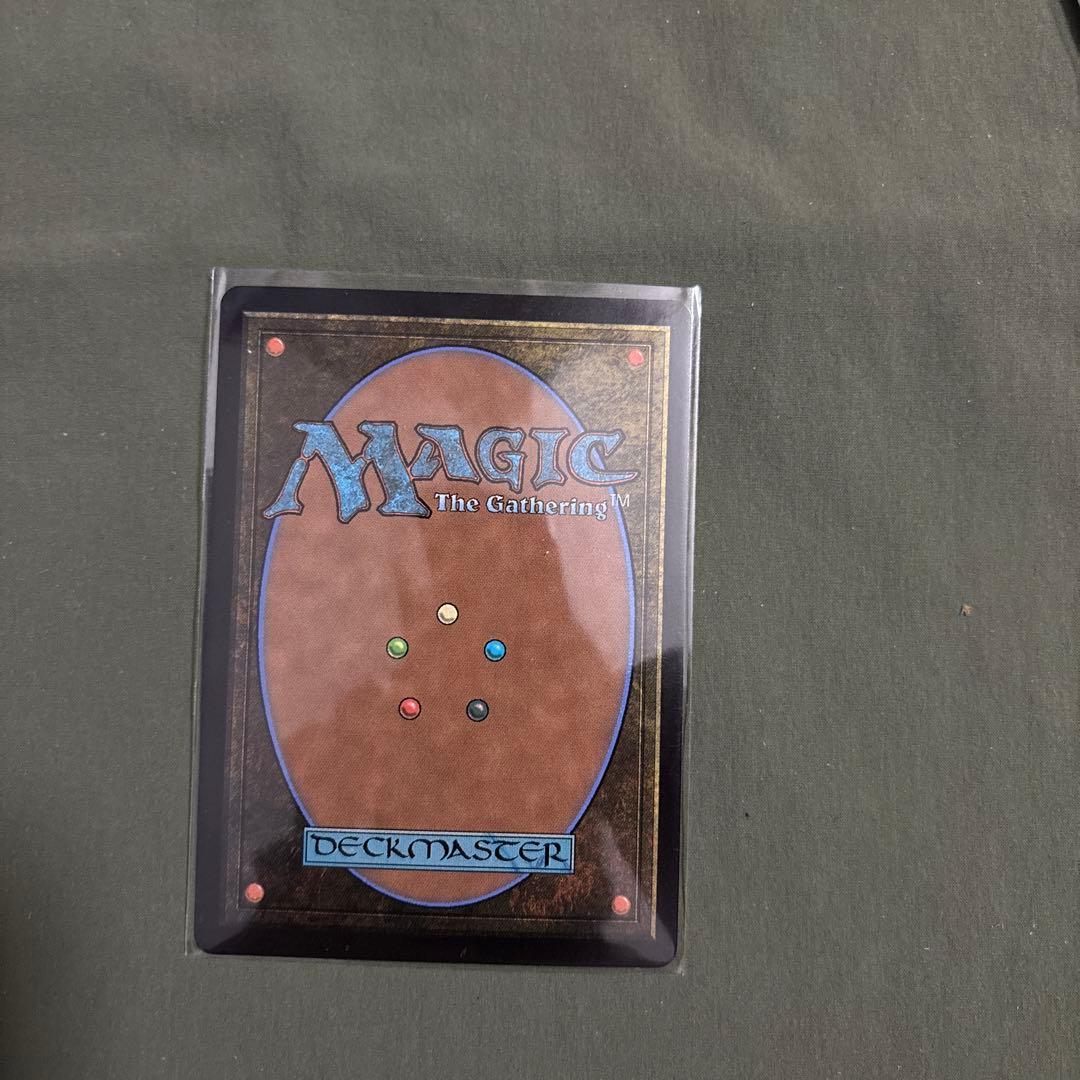 MAGIC
The Gathering™
DECKMASTER